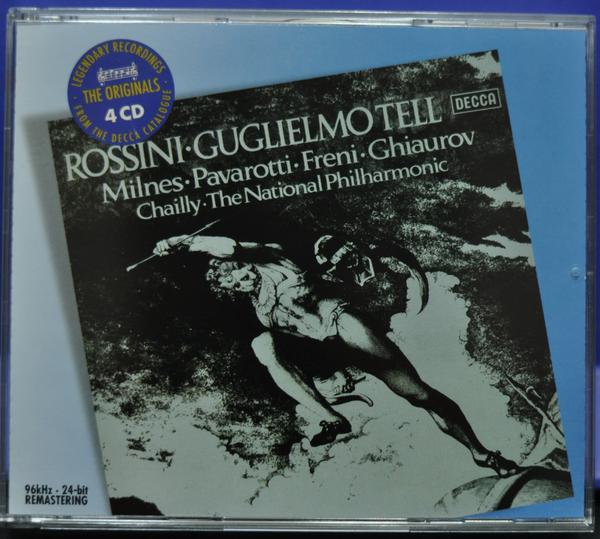 LEGENDARY RECORDINGS
THE ORIGINALS
4 CD
FROM THE DECCA CATALOGUE
DECCA
ROSSINI·GUGLIELMO TELL
Milnes·Pavarotti·Freni·Ghiaurov
Chailly·The National Philharmonic
96kHz - 24-bit
REMASTERING